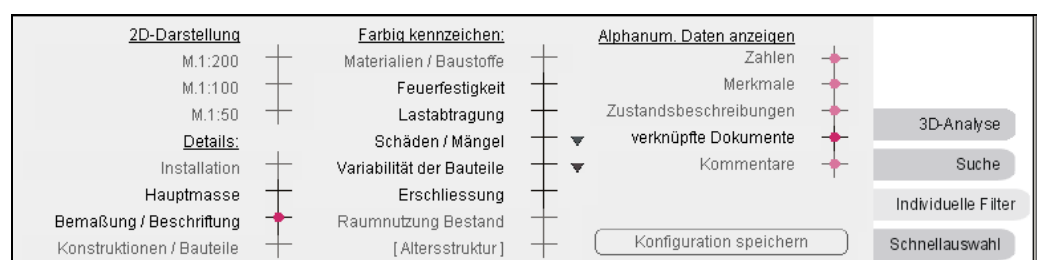 2D-Darstellung
M.1:200
M.1:100
M.1:50
Details:
Installation
Hauptmasse
Bemaßung / Beschriftung
Konstruktionen / Bauteile
Farbig kennzeichen:
Materialien / Baustoffe
Feuerfestigkeit
Lastabtragung
Schäden / Mängel
Variabilität der Bauteile
Erschliessung
Raumnutzung Bestand
[ Altersstruktur ]
Alphanum. Daten anzeigen
Zahlen
Merkmale
Zustandsbeschreibungen
verknüpfte Dokumente
Kommentare
Konfiguration speichern
3D-Analyse
Suche
Individuelle Filter
Schnellauswahl